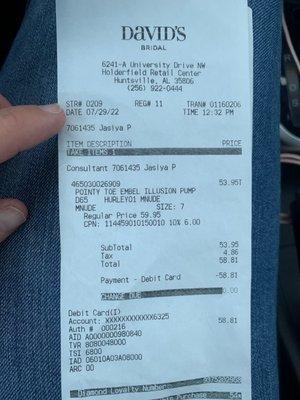 DAVID'S
BRIDAL
6241-A University Drive NW
Holderfield Retail Center
Huntsville, AL 35806
(256) 922-0444
STR# 0209 REG# 11 TRAN# 01160206
DATE 07/29/22 TIME 12:32 PM
7061435 Jasiya P
ITEM DESCRIPTION PRICE
TAKE ITEMS:
Consultant 7061435 Jasiya P
465030026909 53.95T
POINTY TOE EMBEL ILLUSION PUMP
D65 HURLEY01 MNUDE
MNUDE SIZE: 7
Regular Price 59.95
CPN: 114459010150010 10% 6.00
SubTotal 53.95
Tax 4.86
Total 58.81
Payment - Debit Card -58.81
CHANGE DUE 0.00
Debit Card(I)
Account: XXXXXXXXXXXX6325 58.81
Auth # 000216
AID A0000000980840
TVR 8080048000
TSI 6800
IAD 06010A03A08000
ARC 00
Diamond Loyalty Number